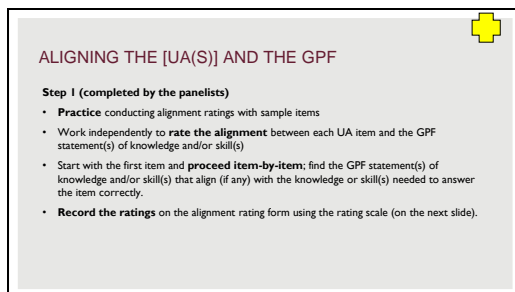 ALIGNING THE [UA(S)] AND THE GPF
Step 1 (completed by the panelists)
• Practice conducting alignment ratings with sample items
• Work independently to rate the alignment between each UA item and the GPF
statement(s) of knowledge and/or skill(s)
• Start with the first item and proceed item-by-item; find the GPF statement(s) of
knowledge and/or skill(s) that align (if any) with the knowledge or skill(s) needed to answer
the item correctly.
• Record the ratings on the alignment rating form using the rating scale (on the next slide).